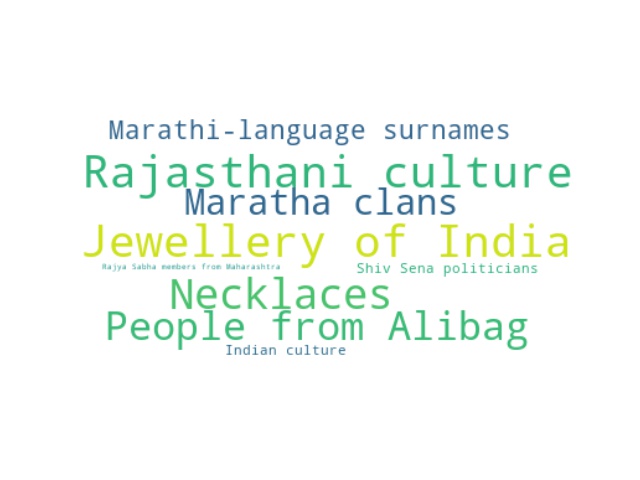 Marathi-language surnames
Rajasthani culture
Maratha clans
Jewellery of India
Rajya Sabha members from Maharashtra
Shiv Sena politicians
Necklaces
People from Alibag
Indian culture